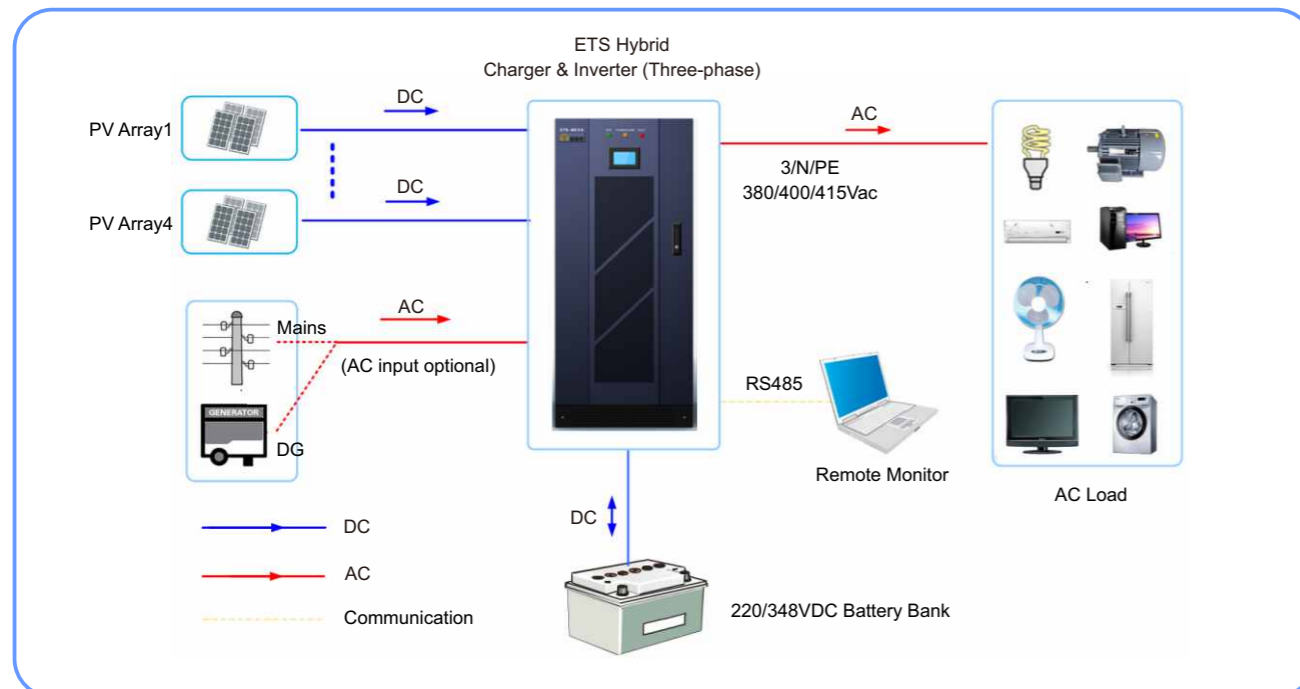 ETS Hybrid
Charger & Inverter (Three-phase)
PV Array1
DC
AC
3/N/PE
380/400/415Vac
PV Array4
DC
Mains
AC
(AC input optional)
GENERATOR
DG
RS485
Remote Monitor
AC Load
DC
DC
AC
Communication
220/348VDC Battery Bank